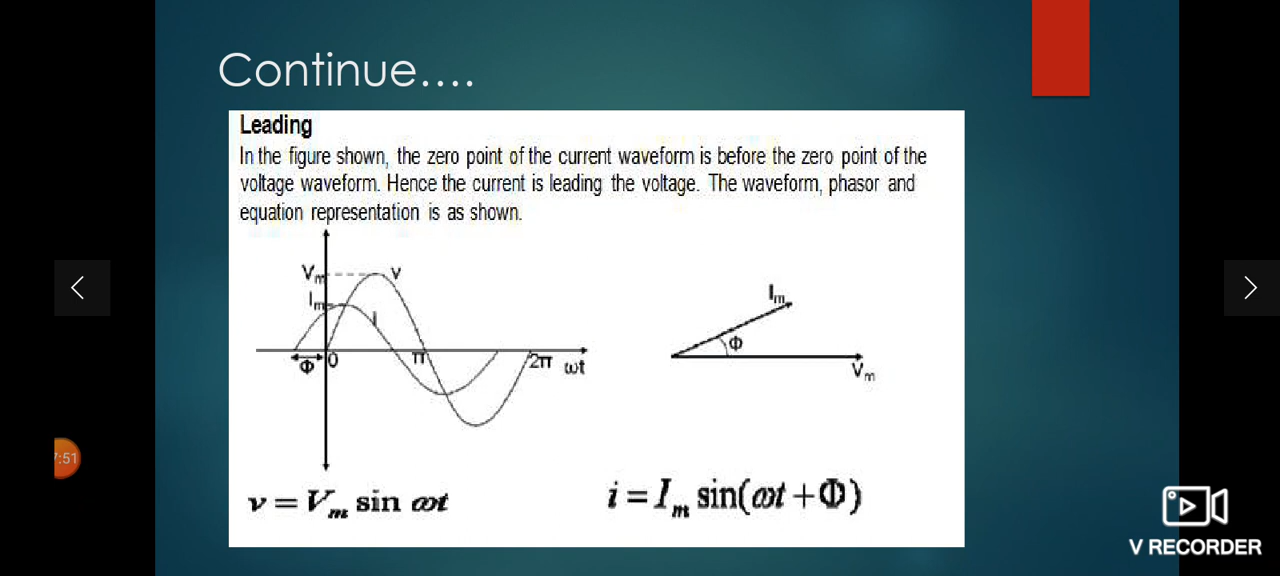 Continue....
Leading
In the figure shown, the zero point of the current waveform is before the zero point of the
voltage waveform. Hence the current is leading the voltage. The waveform, phasor and
equation representation is as shown.
Vm
v
Im
i
Φ
0
π
2π
ωt
Im
Φ
Vm
v = Vm sin ωt
i = Im sin(ωt + Φ)
:51
V RECORDER